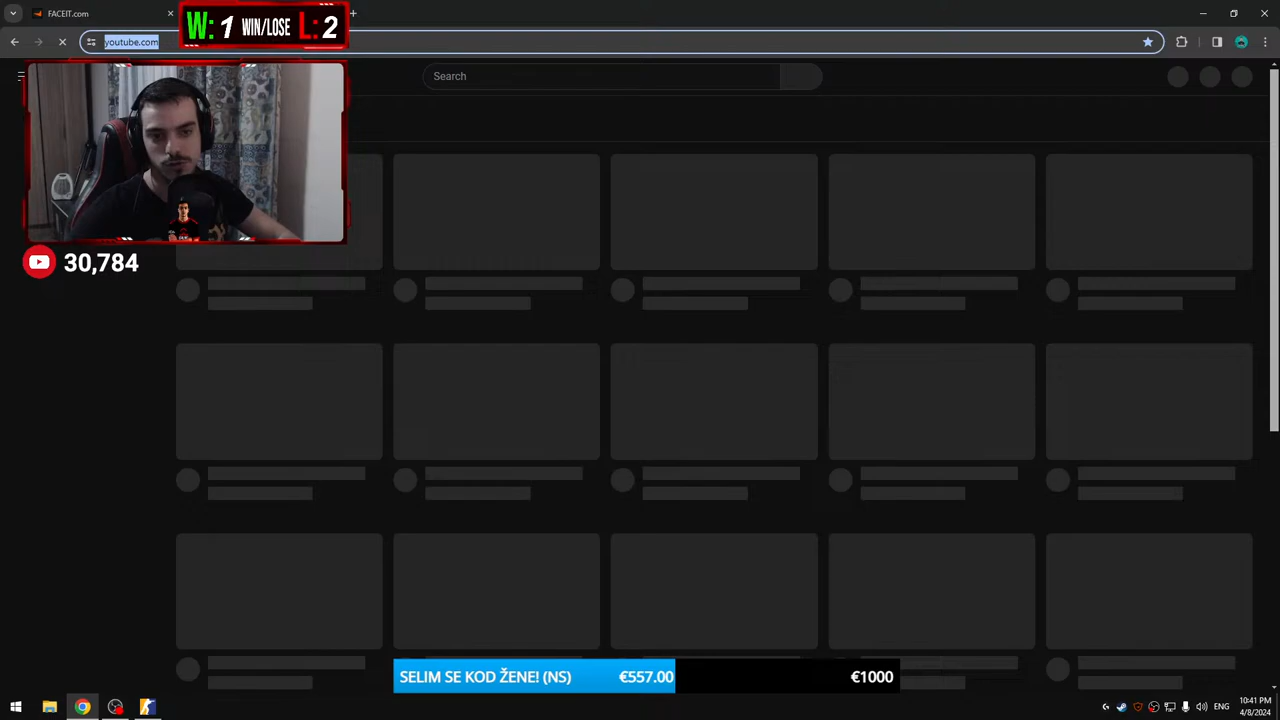 FACEIT.com
W: 1 WIN/LOSE L: 2
youtube.com
Search
30,784
SELIM SE KOD ŽENE! (NS) €557.00 €1000
ENG
10:41 PM
4/8/2024